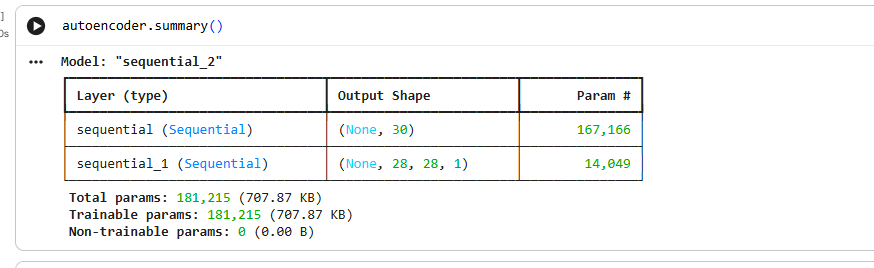 ]
0s
autoencoder.summary()
Model: "sequential_2"
Layer (type) Output Shape Param #
sequential (Sequential) (None, 30) 167,166
sequential_1 (Sequential) (None, 28, 28, 1) 14,049
Total params: 181,215 (707.87 KB)
Trainable params: 181,215 (707.87 KB)
Non-trainable params: 0 (0.00 B)